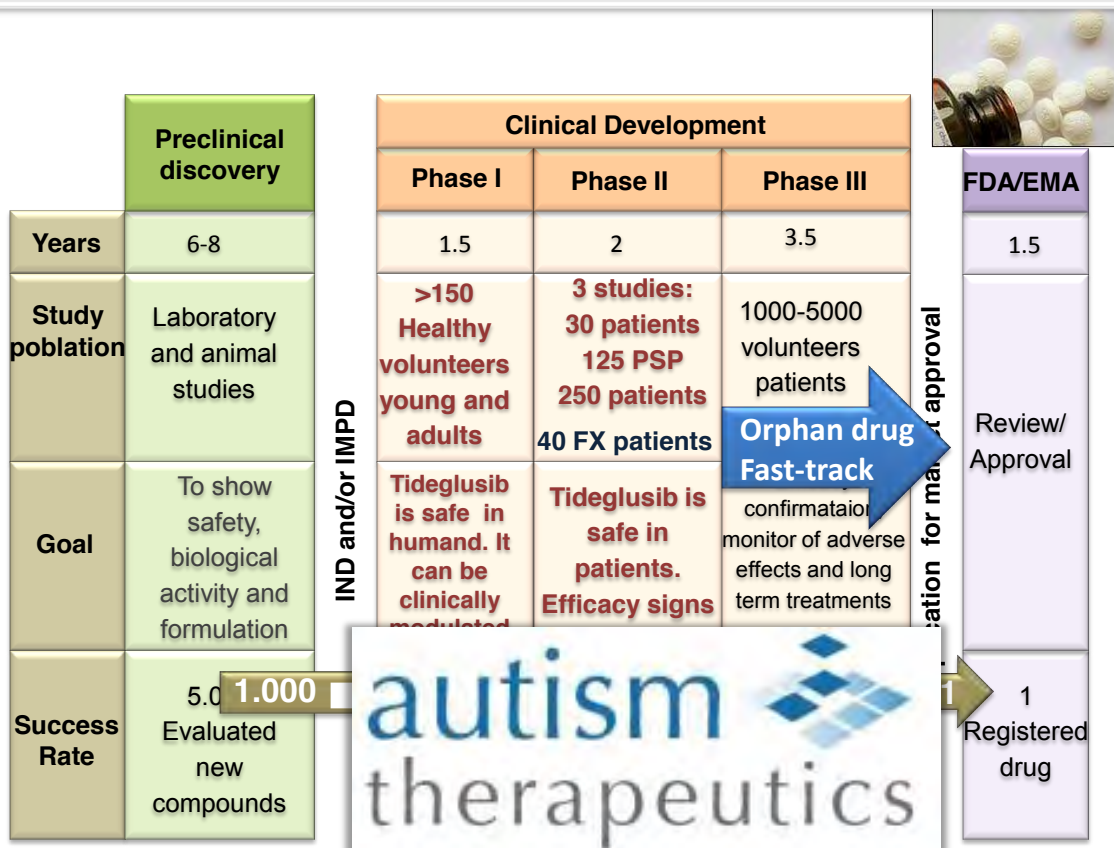 Preclinical
discovery
Clinical Development
Phase I
Phase II
Phase III
FDA/EMA
Years
6-8
1.5
2
3.5
1.5
Study
poblation
Laboratory
and animal
studies
IND and/or IMPD
>150
Healthy
volunteers
young and
adults
3 studies:
30 patients
125 PSP
250 patients
40 FX patients
1000-5000
volunteers
patients
Orphan drug
Fast-track
for approval
Review/
Approval
Goal
To show
safety,
biological
activity and
formulation
Tideglusib
is safe in
humand. It
can be
clinically
modulated
Tideglusib is
safe in
patients.
Efficacy signs
confirmataion
monitor of adverse
effects and long
term treatments
Success
Rate
5.0
Evaluated
new
compounds
1.000
autism
therapeutics
1
1
Registered
drug